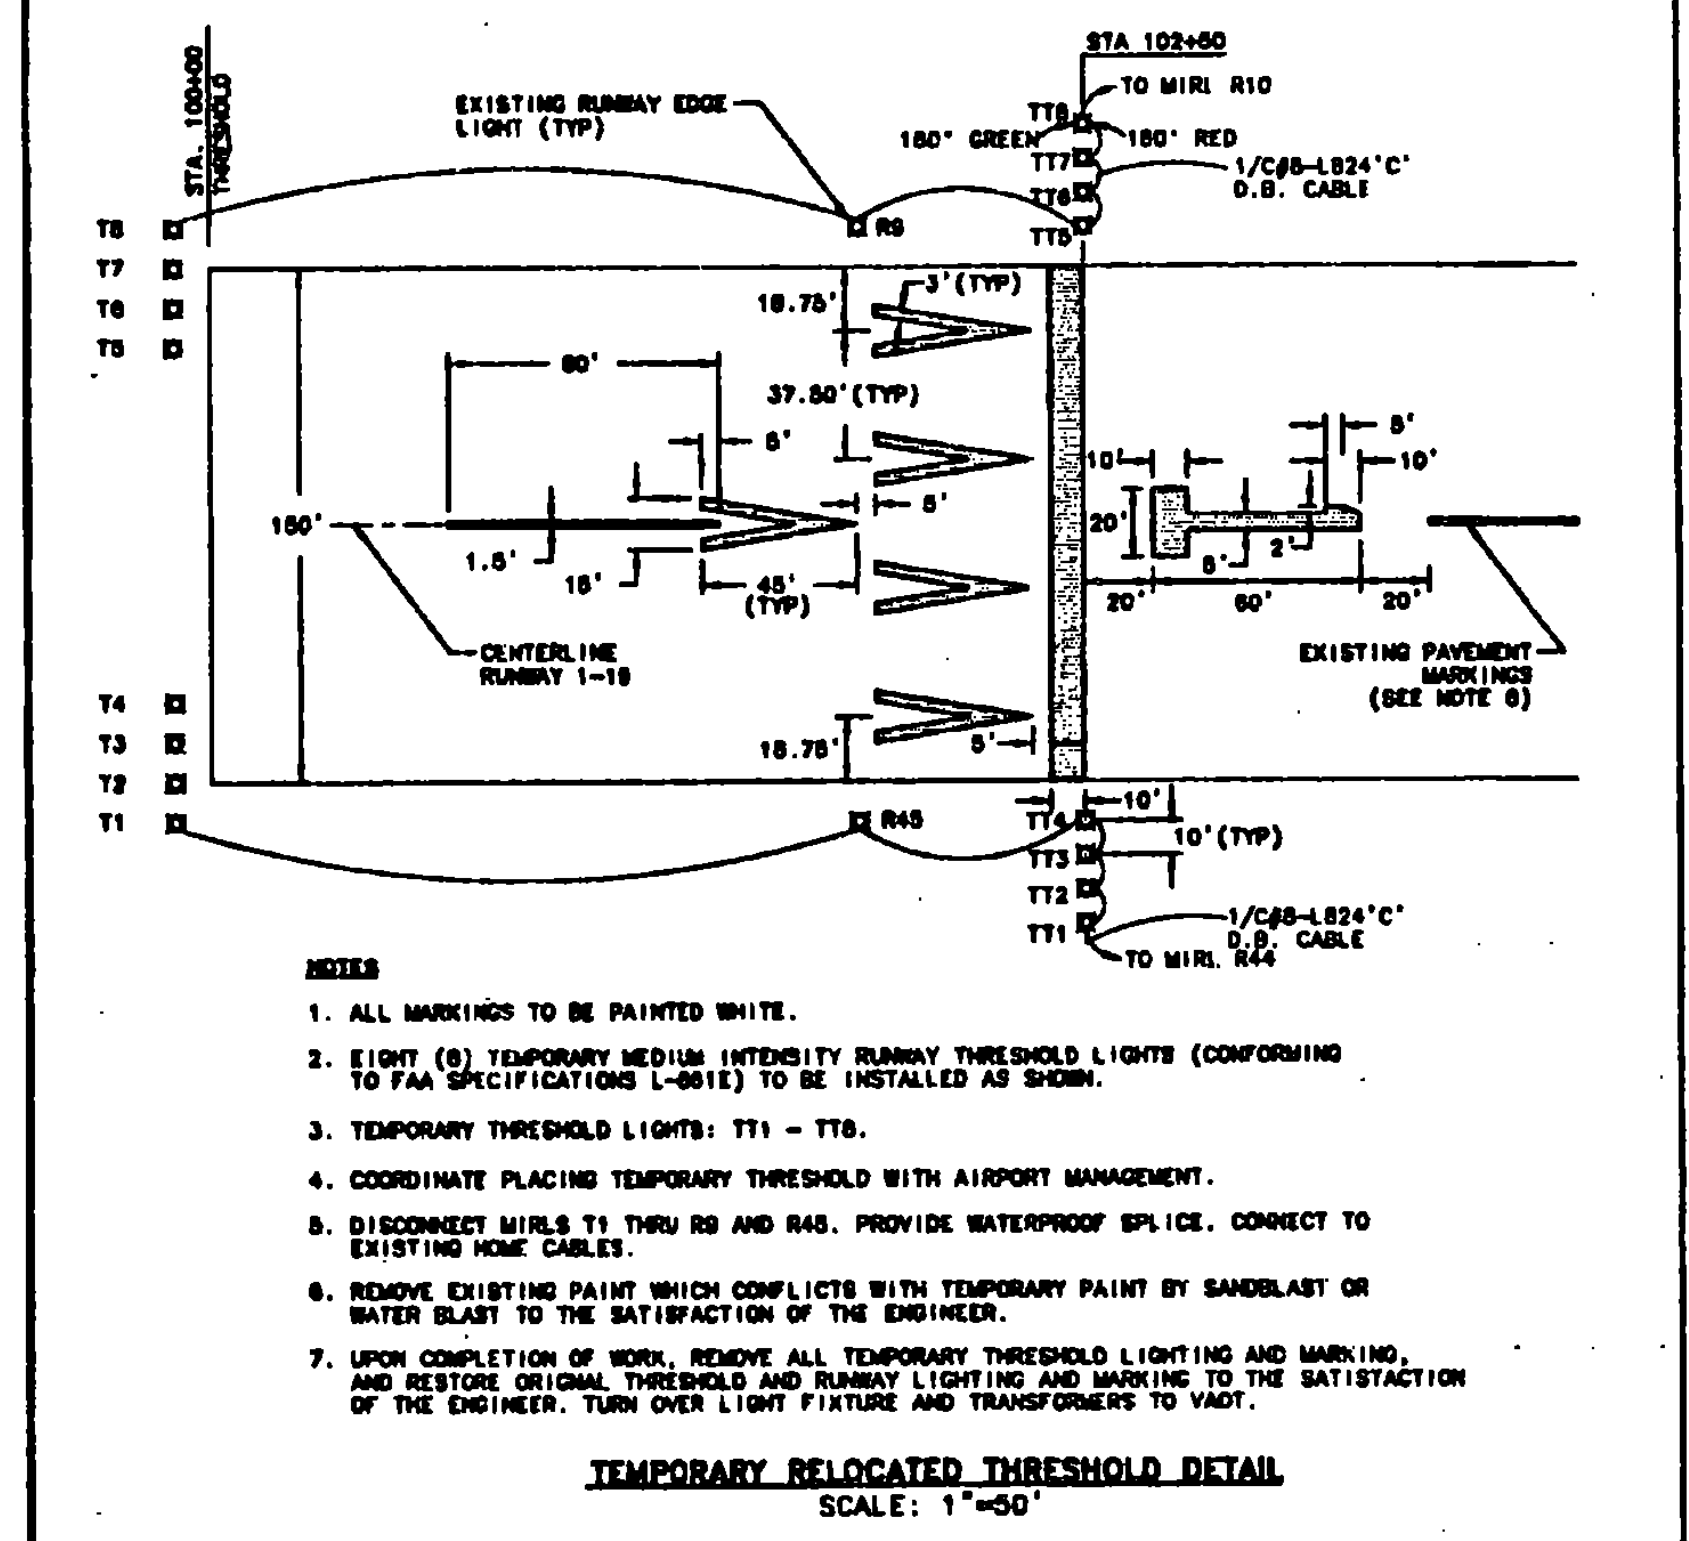 STA. 100+00
THRESHOLD
EXISTING RUNWAY EDGE
LIGHT (TYP)
STA 102+50
TO MIRL R10
TT8
180° GREEN
180° RED
TT7
1/C#8-L824'C'
D.B. CABLE
TT6
TT5
T8
R9
T7
T6
T5
18.75'
3'(TYP)
37.50'(TYP)
5'
5'
10'
10'
150'
20'
1.5'
15'
45'
(TYP)
2'
20'
60'
20'
CENTERLINE
RUNWAY 1-19
EXISTING PAVEMENT
MARKINGS
(SEE NOTE 6)
T4
T3
18.75'
5'
T2
T1
R45
TT4
10'
10'(TYP)
TT3
TT2
TT1
1/C#8-L824'C'
D.B. CABLE
TO MIRL R44
NOTES
1. ALL MARKINGS TO BE PAINTED WHITE.
2. EIGHT (8) TEMPORARY MEDIUM INTENSITY RUNWAY THRESHOLD LIGHTS (CONFORMING
TO FAA SPECIFICATIONS L-861E) TO BE INSTALLED AS SHOWN.
3. TEMPORARY THRESHOLD LIGHTS: TT1 - TT8.
4. COORDINATE PLACING TEMPORARY THRESHOLD WITH AIRPORT MANAGEMENT.
5. DISCONNECT MIRLS T1 THRU R9 AND R45. PROVIDE WATERPROOF SPLICE. CONNECT TO
EXISTING HOME CABLES.
6. REMOVE EXISTING PAINT WHICH CONFLICTS WITH TEMPORARY PAINT BY SANDBLAST OR
WATER BLAST TO THE SATISFACTION OF THE ENGINEER.
7. UPON COMPLETION OF WORK, REMOVE ALL TEMPORARY THRESHOLD LIGHTING AND MARKING,
AND RESTORE ORIGNAL THRESHOLD AND RUNWAY LIGHTING AND MARKING TO THE SATISTACTION
OF THE ENGINEER. TURN OVER LIGHT FIXTURE AND TRANSFORMERS TO VAOT.
TEMPORARY RELOCATED THRESHOLD DETAIL
SCALE: 1"=50'